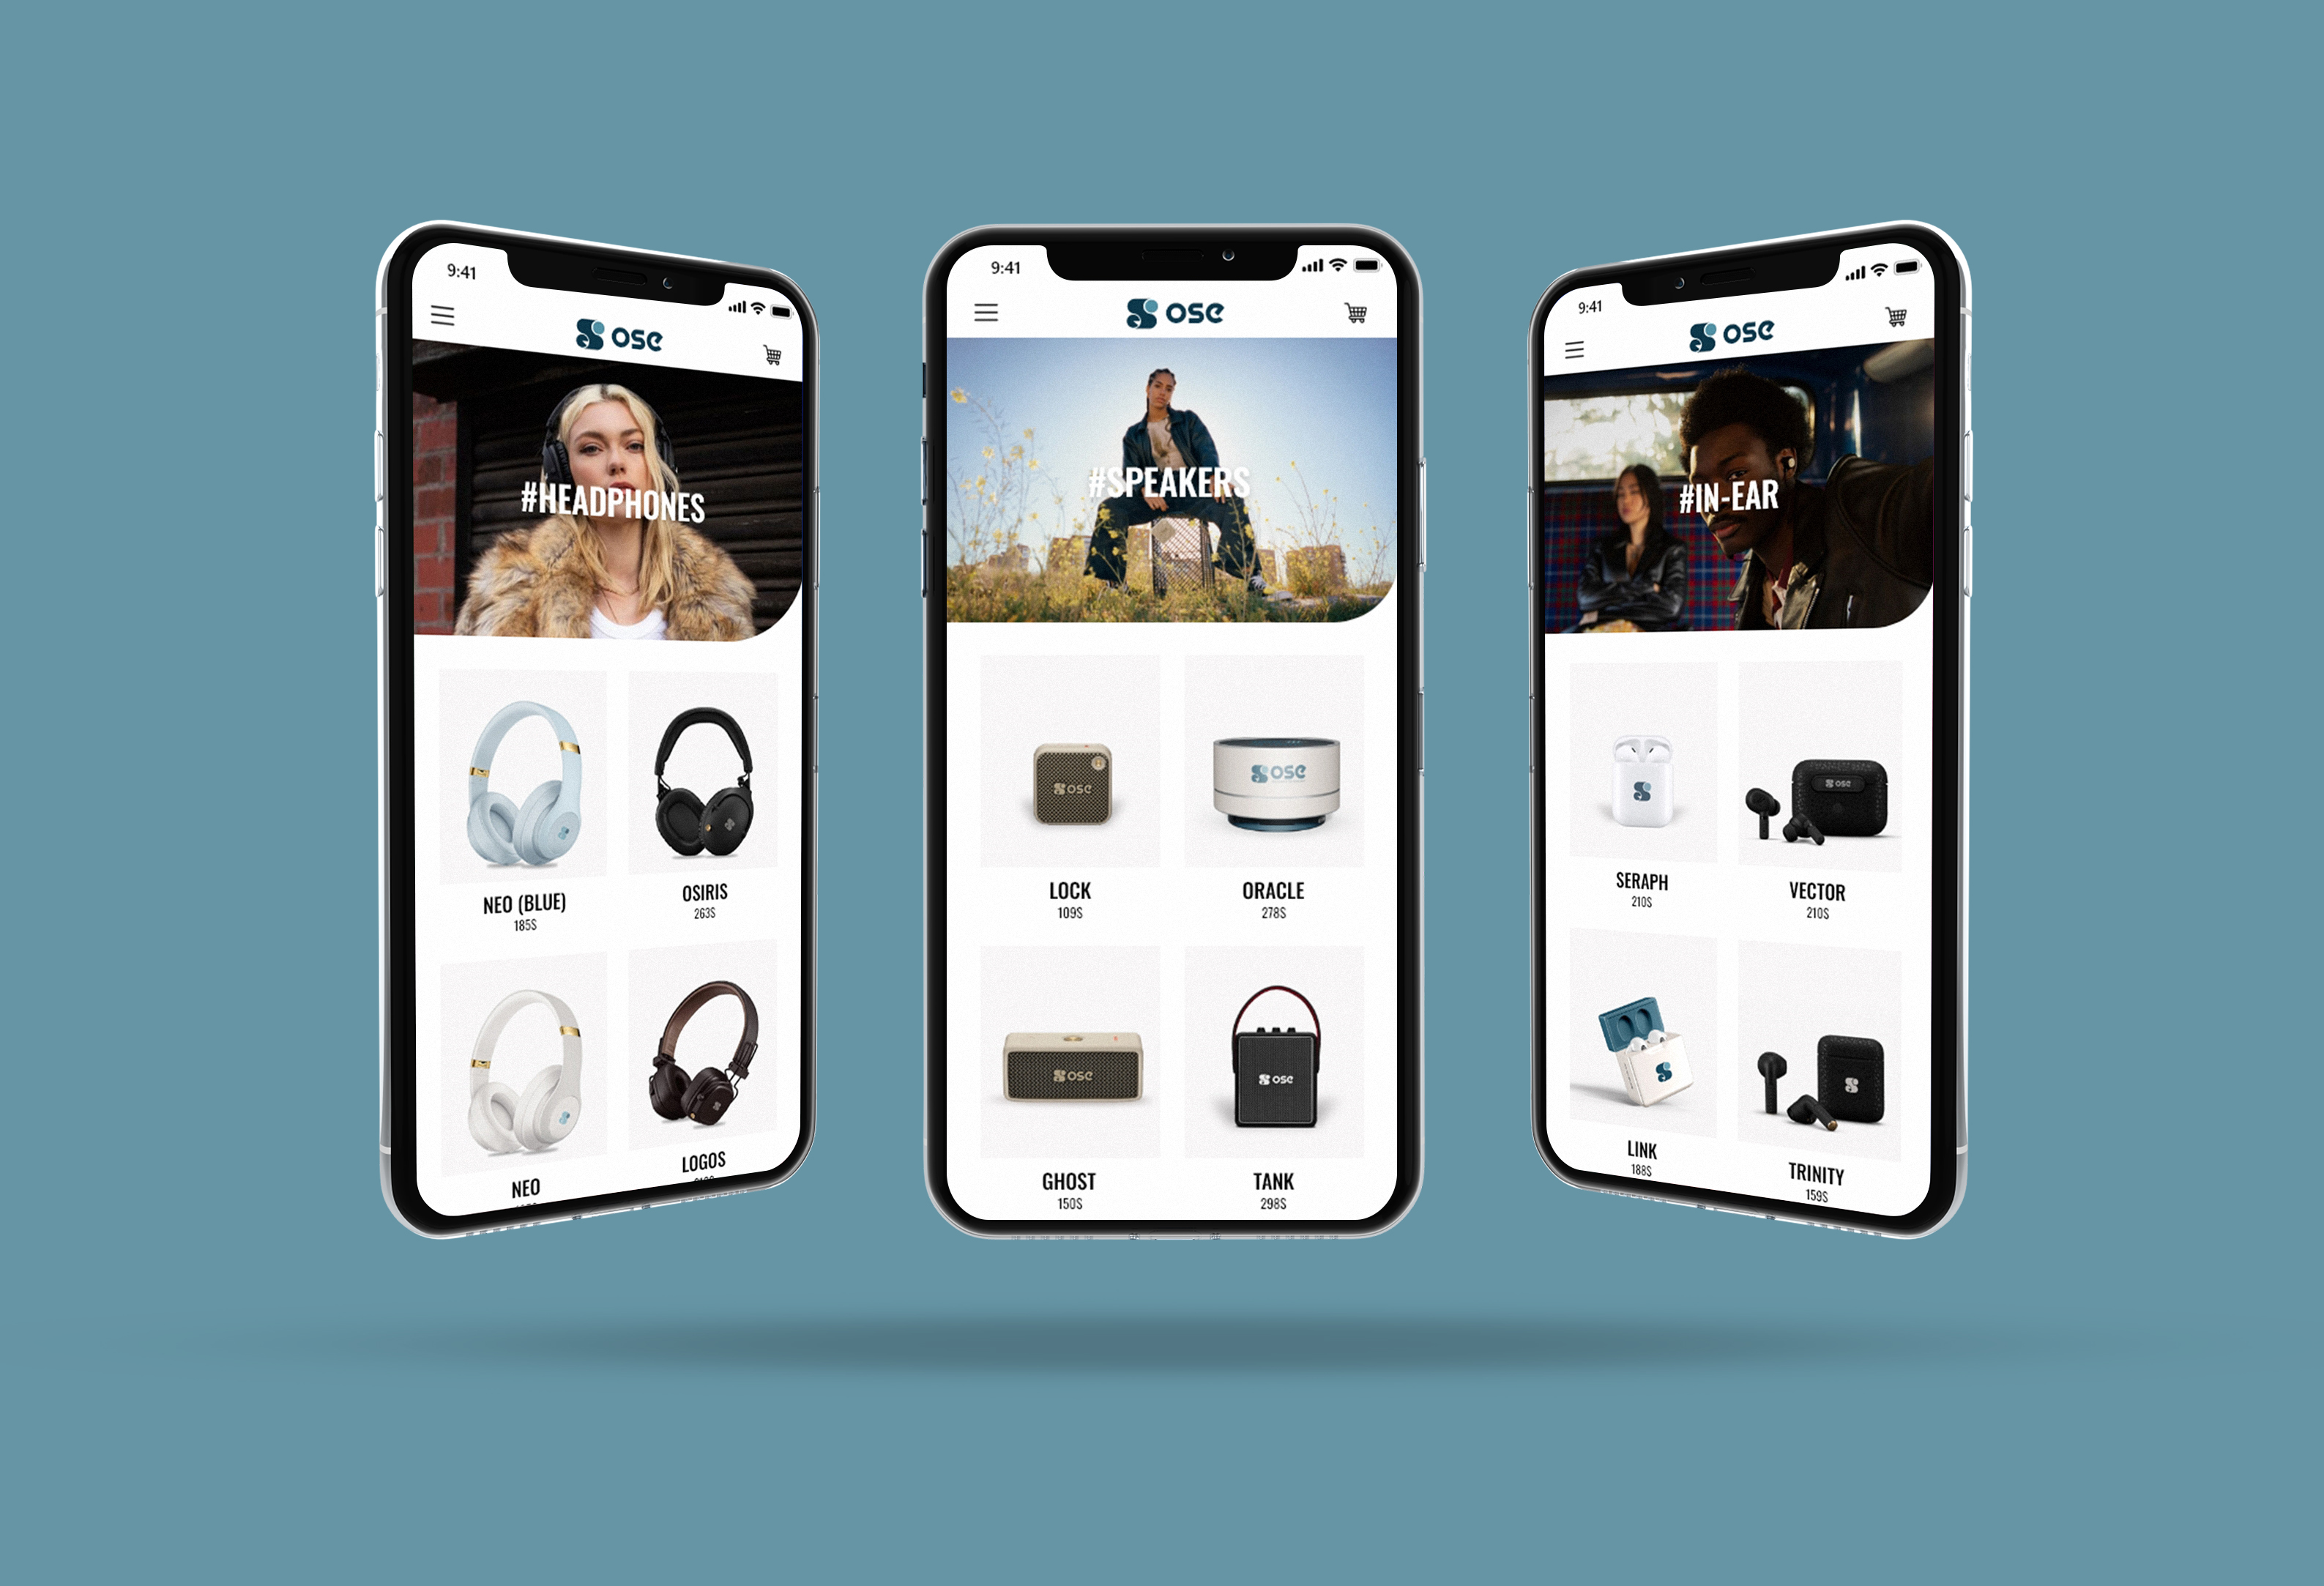 9:41
ose
#HEADPHONES
NEO (BLUE)
185$
OSIRIS
263$
NEO
LOGOS
9:41
ose
#SPEAKERS
ose
ose
LOCK
109$
ORACLE
278$
ose
ose
GHOST
150$
TANK
298$
9:41
ose
#IN-EAR
ose
SERAPH
210$
VECTOR
210$
LINK
188$
TRINITY
159$